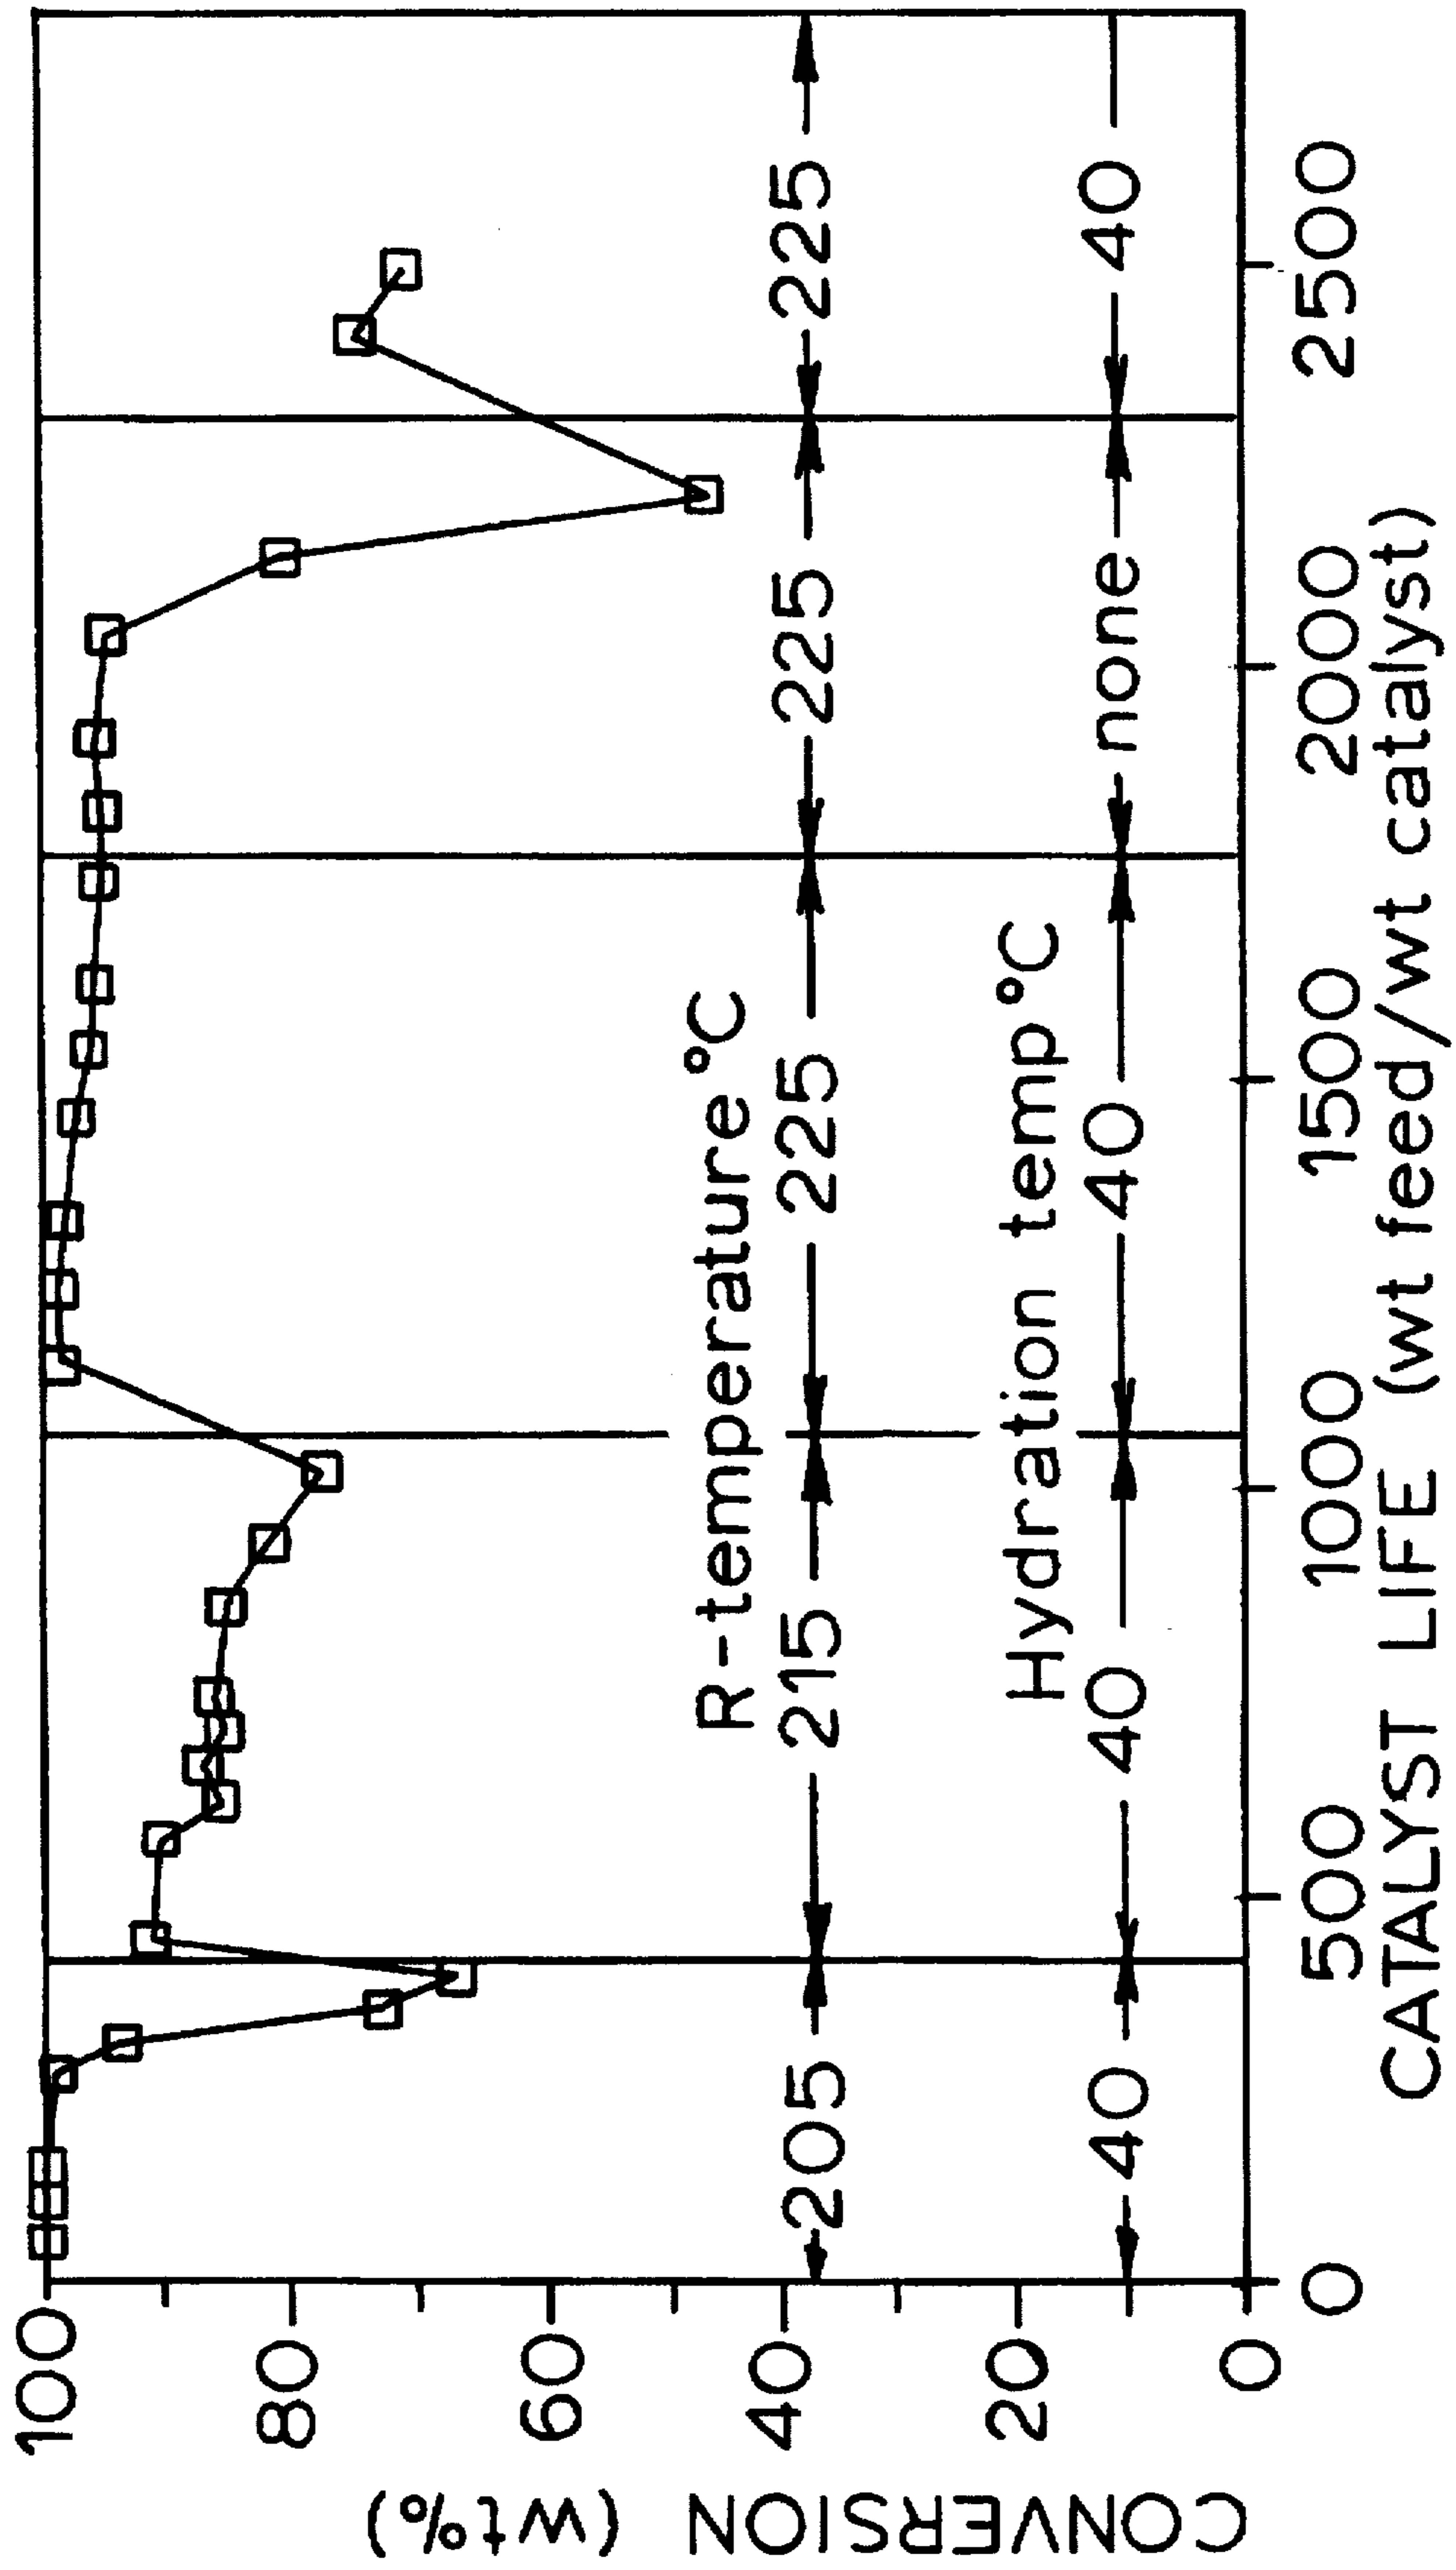 CONVERSION (wt%)
100
80
60
40
20
0
R-temperature °C
205 215 225 225 225
Hydration temp °C
40 40 40 none 40
0 500 1000 1500 2000 2500
CATALYST LIFE (wt feed/wt catalyst)